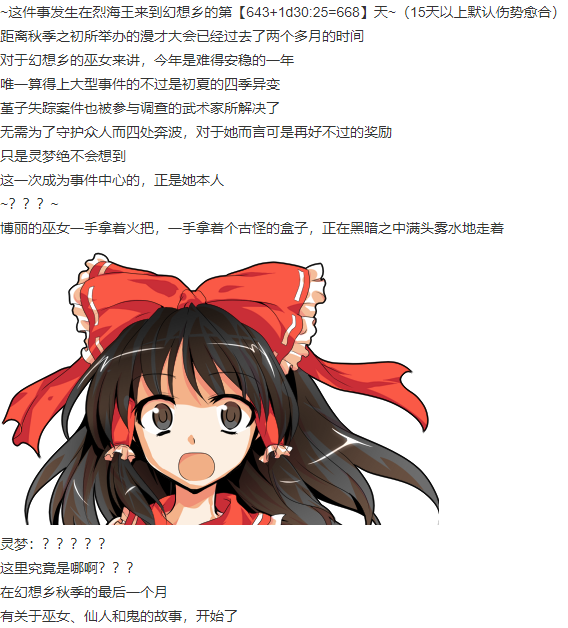 ~这件事发生在烈海王来到幻想乡的第【643+1d30:25=668】天~（15天以上默认伤势愈合）
距离秋季之初所举办的漫才大会已经过去了两个多月的时间
对于幻想乡的巫女来讲，今年是难得安稳的一年
唯一算得上大型事件的不过是初夏的四季异变
堇子失踪案件也被参与调查的武术家所解决了
无需为了守护众人而四处奔波，对于她而言可是再好不过的奖励
只是灵梦绝不会想到
这一次成为事件中心的，正是她本人
~？？？~
博丽的巫女一手拿着火把，一手拿着个古怪的盒子，正在黑暗之中满头雾水地走着
灵梦：？？？？？
这里究竟是哪啊？？？
在幻想乡秋季的最后一个月
有关于巫女、仙人和鬼的故事，开始了